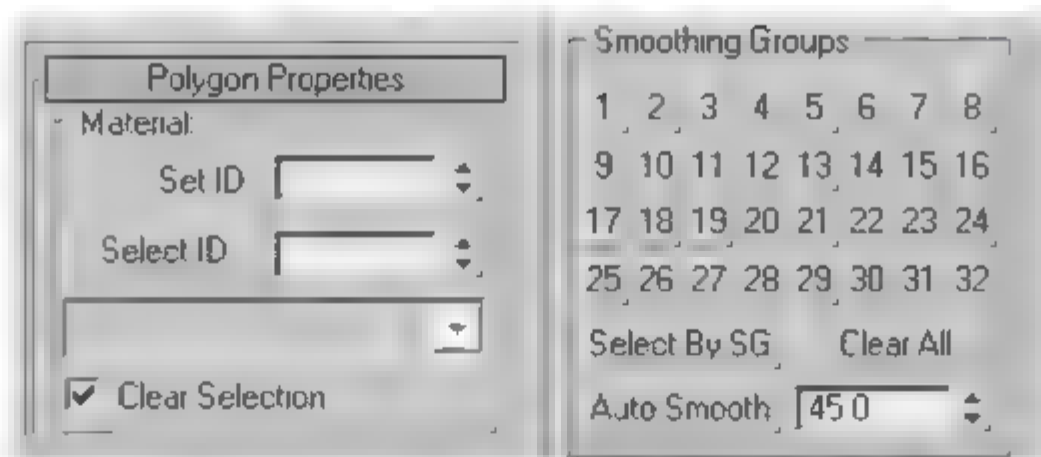 Polygon Properties
Material:
Set ID
Select ID
Clear Selection
Smoothing Groups
1 2 3 4 5 6 7 8
9 10 11 12 13 14 15 16
17 18 19 20 21 22 23 24
25 26 27 28 29 30 31 32
Select By SG Clear All
Auto Smooth 45.0